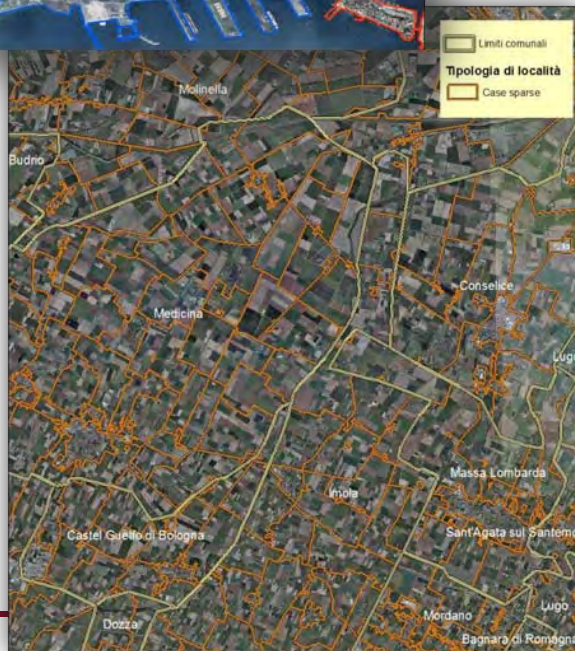 Limiti comunali
Tipologia di località
Case sparse
Molinella
Budrio
Conselice
Medicina
Lugo
Massa Lombarda
Imola
Sant'Agata sul Santerno
Castel Guelfo di Bologna
Lugo
Mordano
Dozza
Bagnara di Romagna